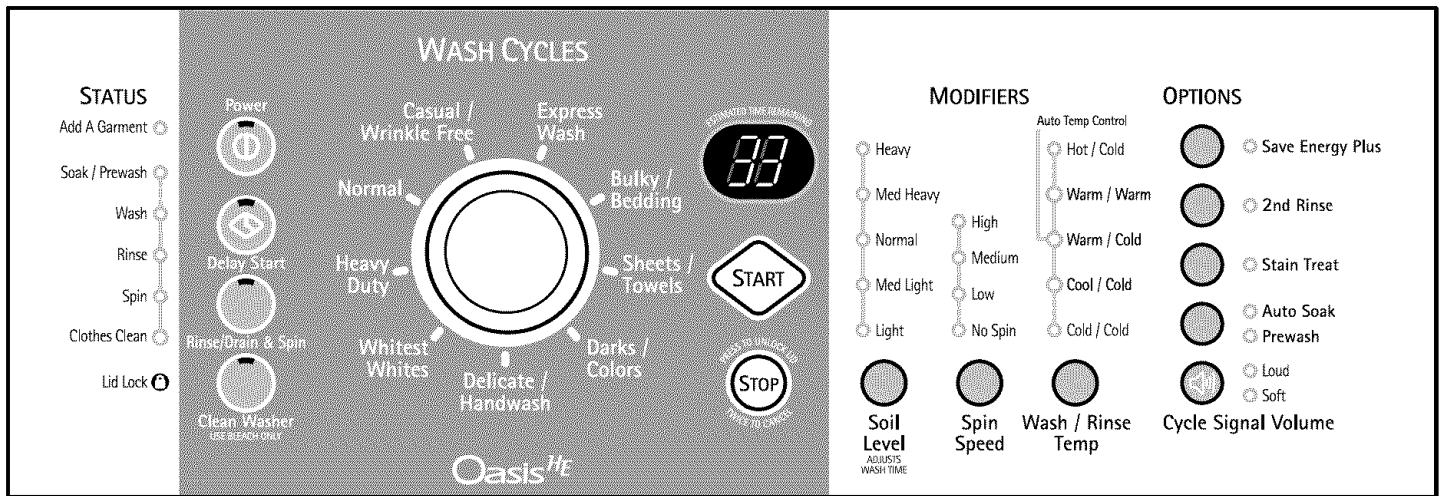 WASH CYCLES
STATUS
Add A Garment
Soak / Prewash
Wash
Rinse
Spin
Clothes Clean
Lid Lock
Power
Delay Start
Rinse/Drain & Spin
Clean Washer
USE BLEACH ONLY
Casual /
Wrinkle Free
Express
Wash
Normal
Bulky /
Bedding
Heavy
Duty
Sheets /
Towels
Whitest
Whites
Delicate /
Handwash
Darks /
Colors
ESTIMATED TIME REMAINING
33
START
PRESS TO UNLOCK LID
STOP
TWICE TO CANCEL
Oasis HE
MODIFIERS
Heavy
Med Heavy
Normal
Med Light
Light
Soil
Level
ADJUSTS
WASH TIME
High
Medium
Low
No Spin
Spin
Speed
Auto Temp Control
Hot / Cold
Warm / Warm
Warm / Cold
Cool / Cold
Cold / Cold
Wash / Rinse
Temp
OPTIONS
Save Energy Plus
2nd Rinse
Stain Treat
Auto Soak
Prewash
Loud
Soft
Cycle Signal Volume